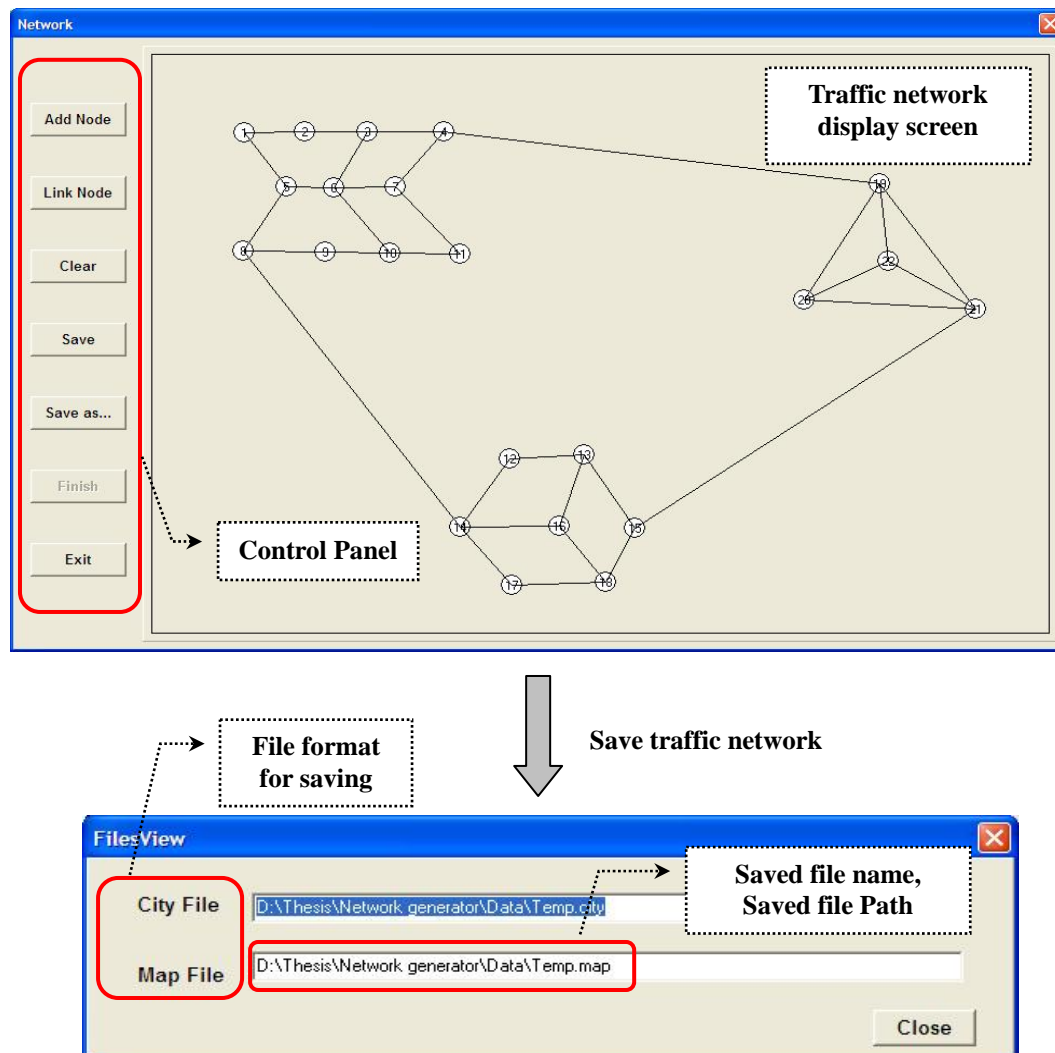 Network
Traffic network
display screen
Add Node
1 2 3 4
Link Node
5 6 7
19
8 9 10 11
Clear
22
20 21
Save
Save as...
12 13
Finish
14 16 15
Control Panel
Exit
17 18
File format
for saving
Save traffic network
FilesView
Saved file name,
Saved file Path
City File
D:\Thesis\Network generator\Data\Temp.city
Map File
D:\Thesis\Network generator\Data\Temp.map
Close